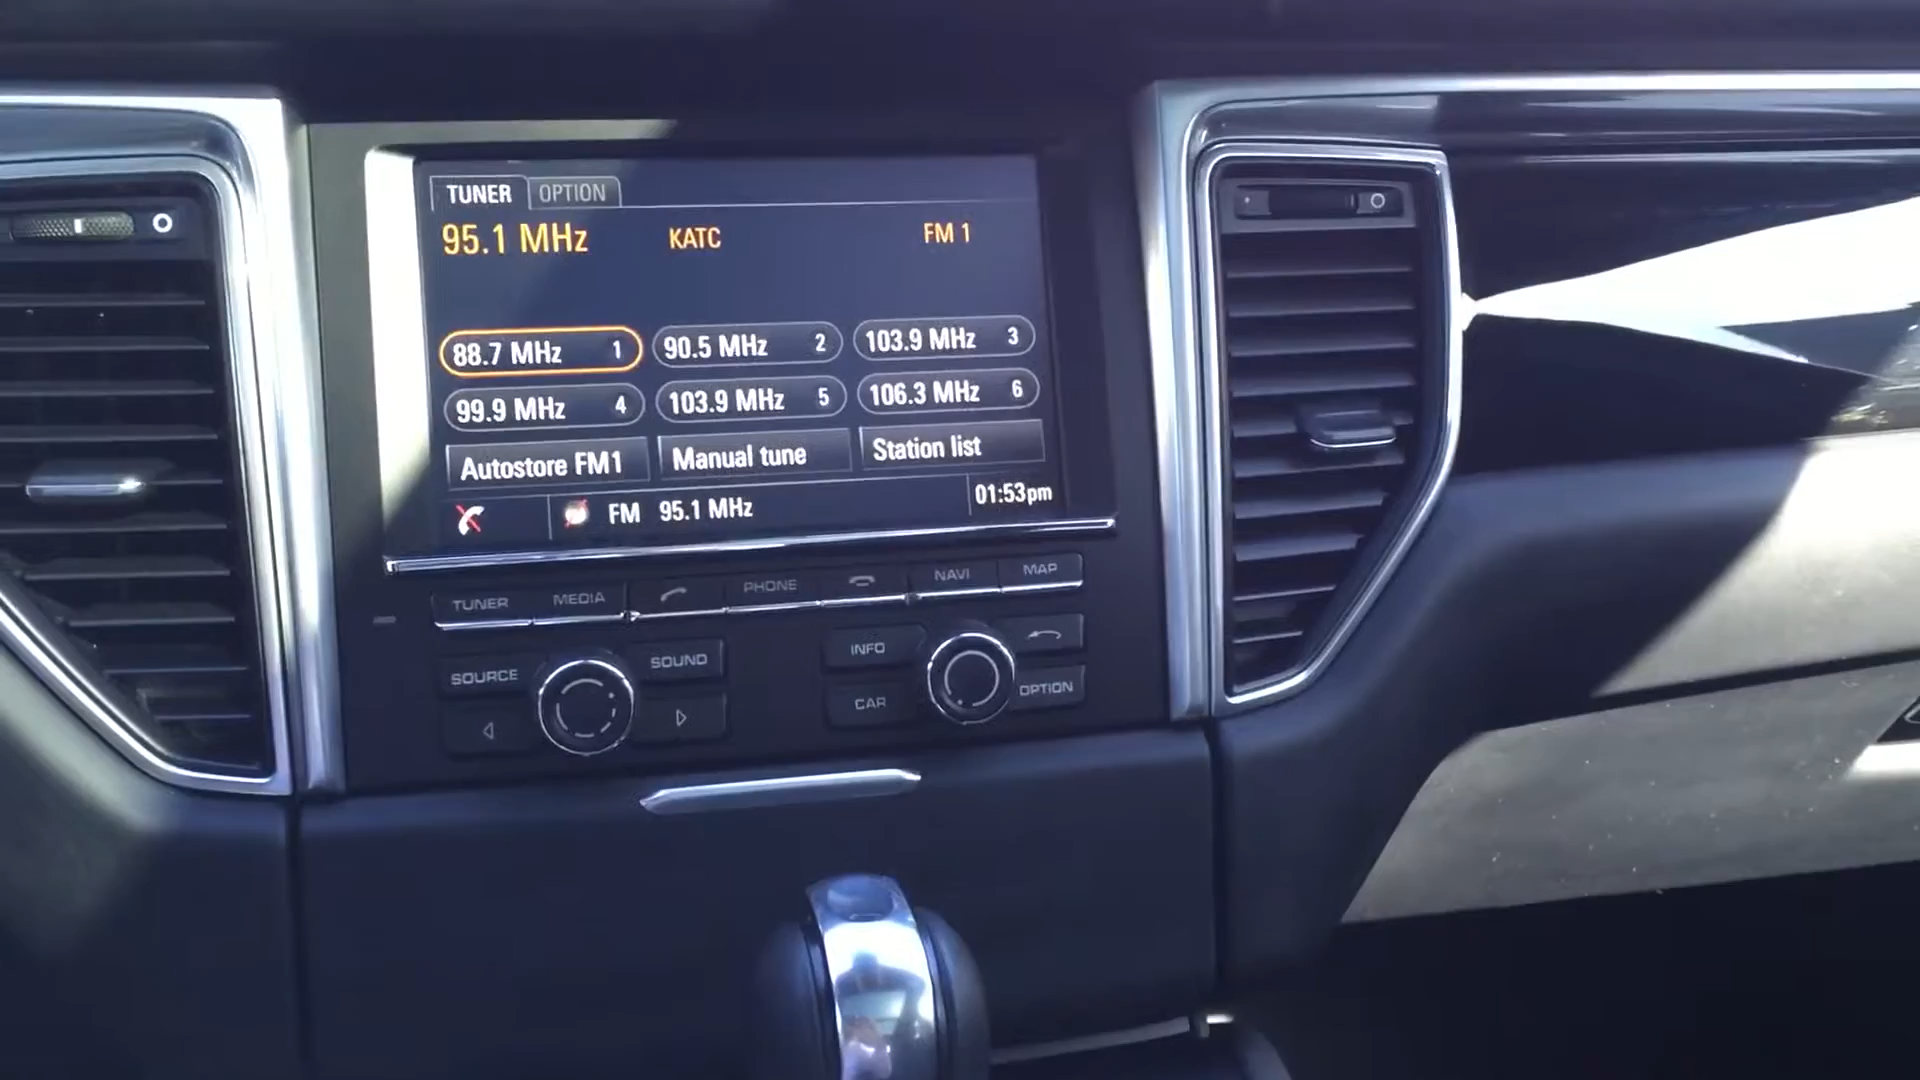 TUNER OPTION
95.1 MHz KATC FM 1
88.7 MHz 1 90.5 MHz 2 103.9 MHz 3
99.9 MHz 4 103.9 MHz 5 106.3 MHz 6
Autostore FM1 Manual tune Station list
FM 95.1 MHz 01:53pm
TUNER MEDIA PHONE NAVI MAP
SOURCE SOUND INFO
CAR OPTION